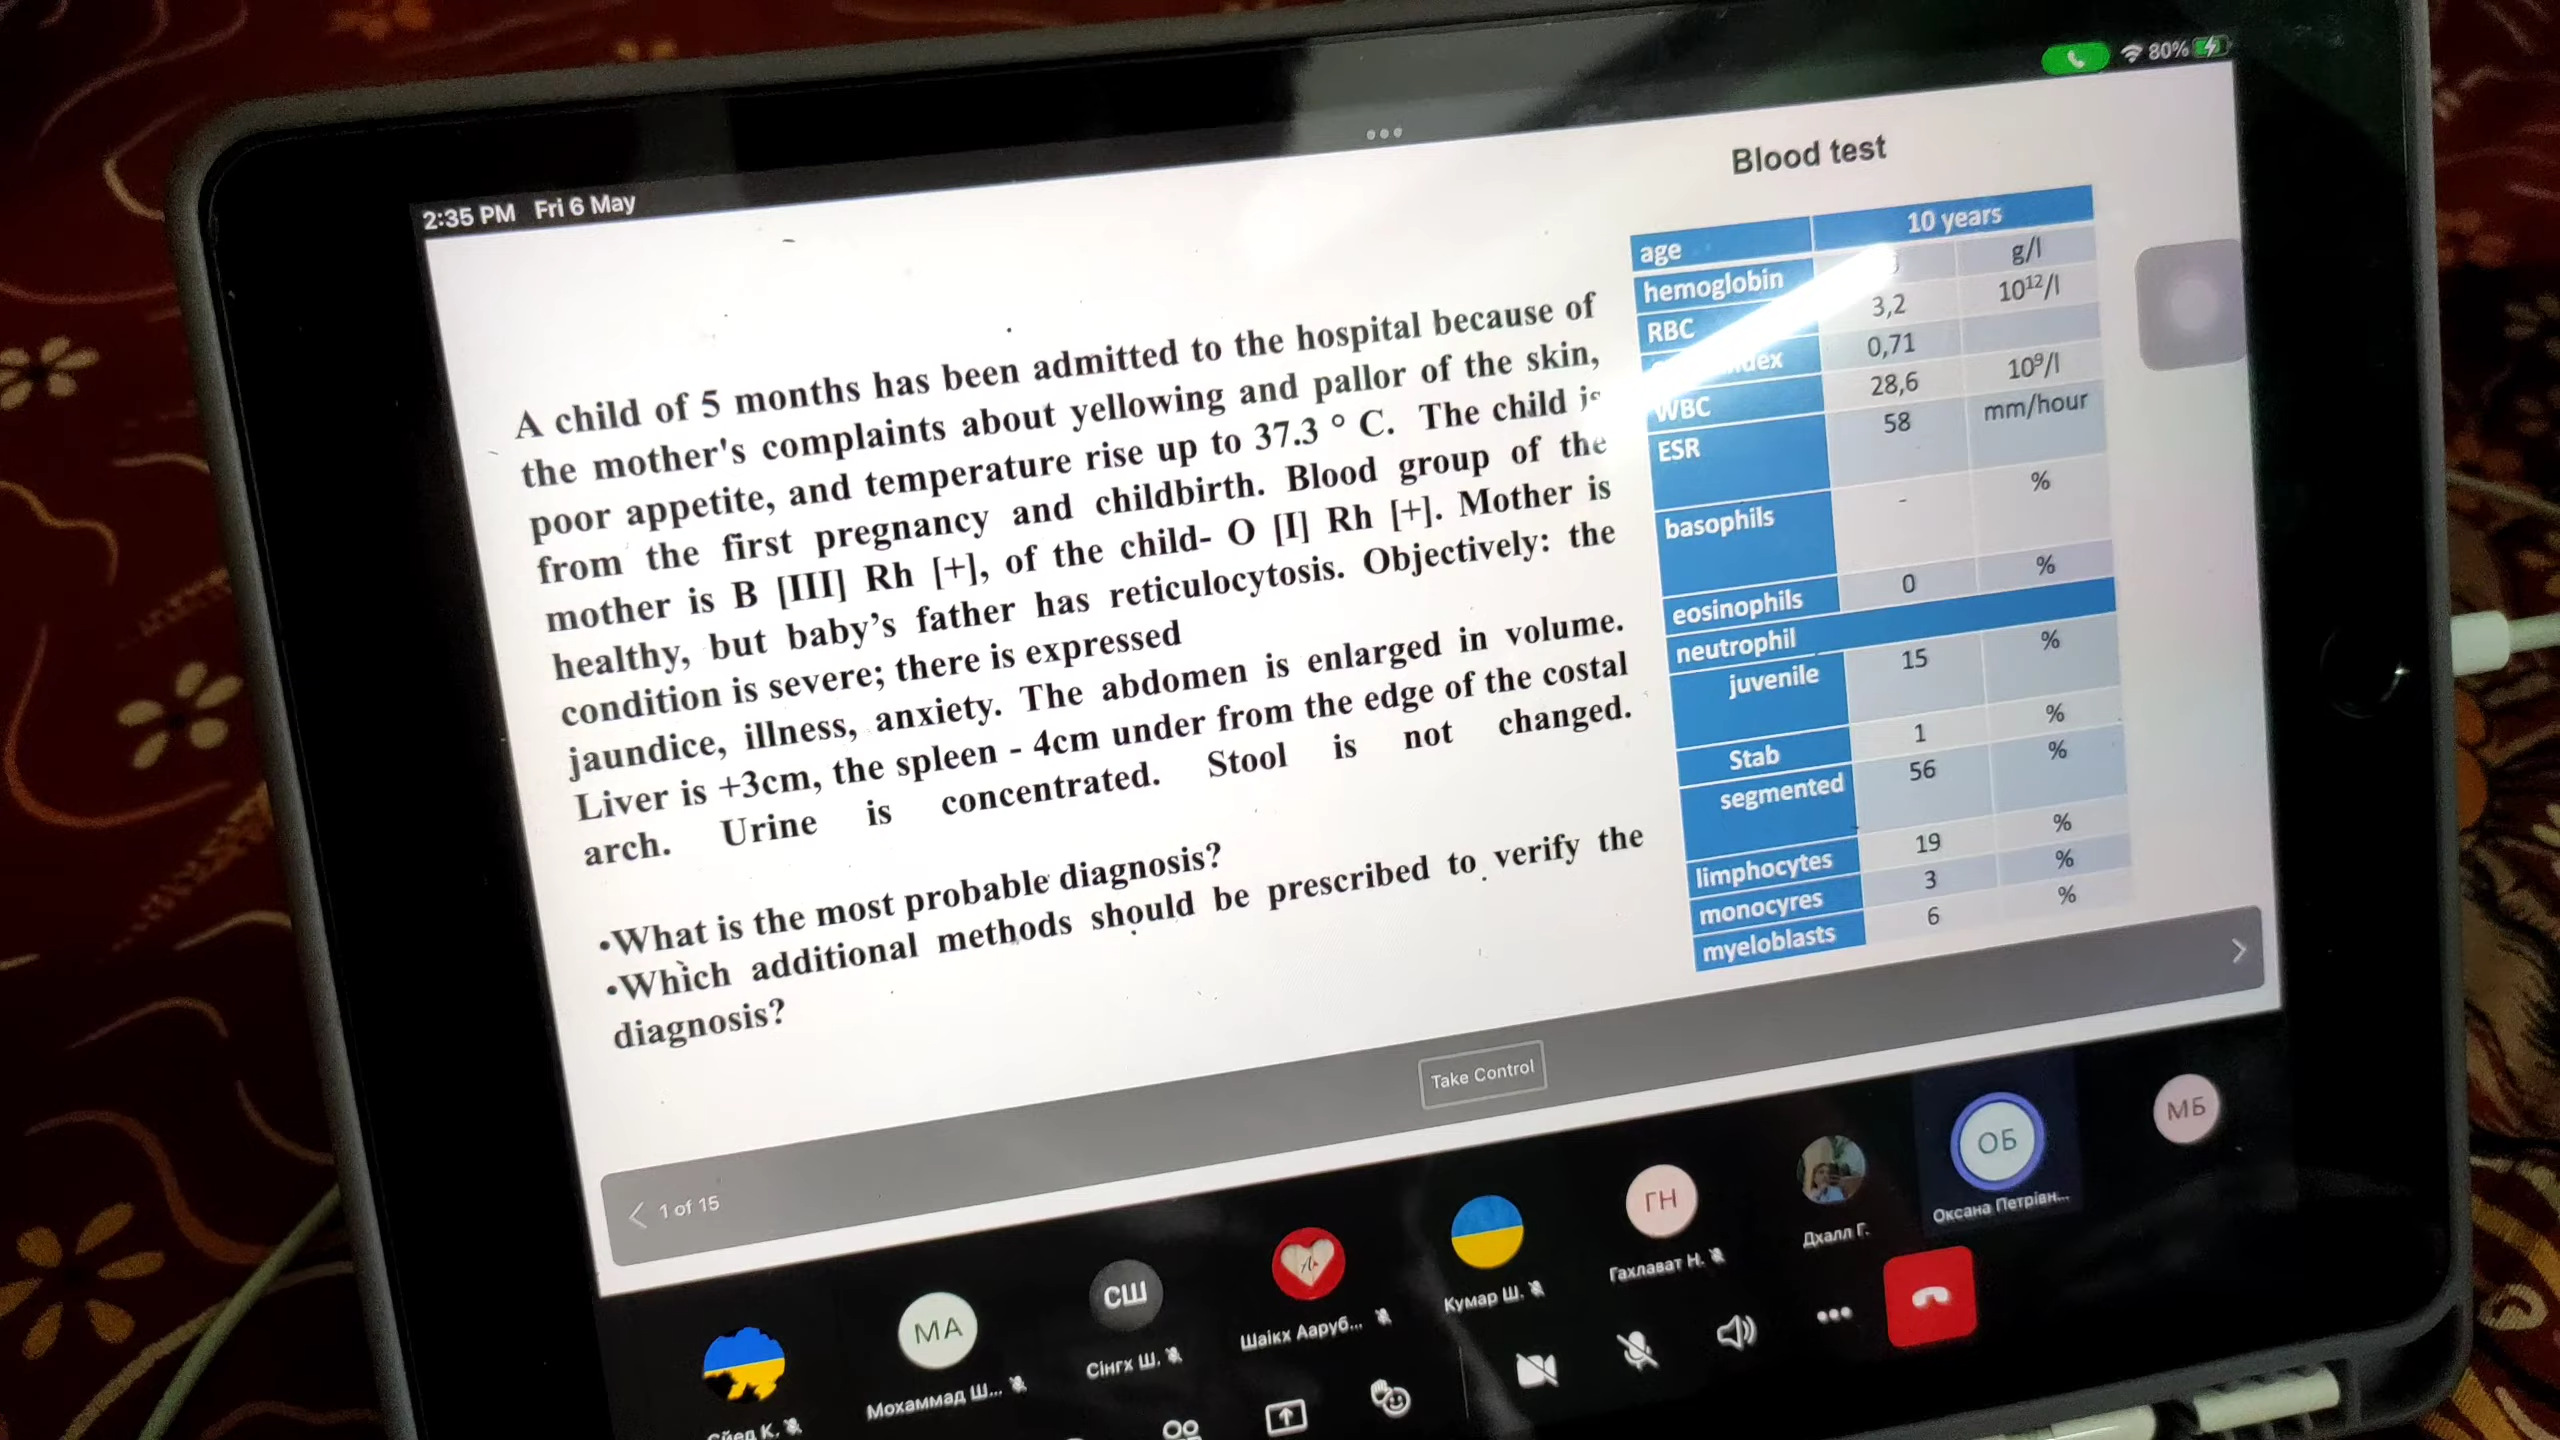 2:35 PM Fri 6 May
80%
A child of 5 months has been admitted to the hospital because of
the mother's complaints about yellowing and pallor of the skin,
poor appetite, and temperature rise up to 37.3 ° C. The child is
from the first pregnancy and childbirth. Blood group of the
mother is B [III] Rh [+], of the child- O [I] Rh [+]. Mother is
healthy, but baby's father has reticulocytosis. Objectively: the
condition is severe; there is expressed
jaundice, illness, anxiety. The abdomen is enlarged in volume.
Liver is +3cm, the spleen - 4cm under from the edge of the costal
arch. Urine is concentrated. Stool is not changed.
•What is the most probable diagnosis?
•Which additional methods should be prescribed to verify the
diagnosis?
Blood test
age 10 years
hemoglobin g/l
RBC 3,2 10¹²/l
0,71
WBC 28,6 10⁹/l
ESR 58 mm/hour
basophils - %
eosinophils 0 %
neutrophil
juvenile 15 %
Stab 1 %
segmented 56 %
limphocytes 19 %
monocyres 3 %
myeloblasts 6 %
Take Control
1 of 15
МА
СШ
ГН
ОБ
МБ
Мохаммад Ш...
Сінгх Ш.
Шаікх Ааруб...
Кумар Ш.
Гахлават Н.
Дхалл Г.
Оксана Петрівн...